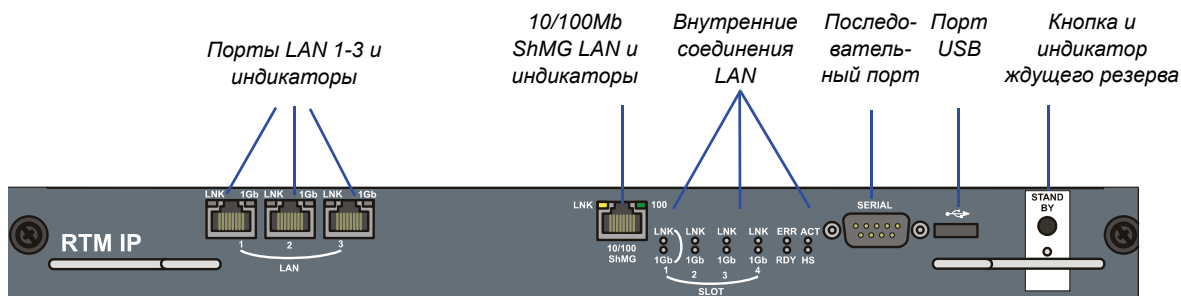 Порты LAN 1-3 и
индикаторы
10/100Mb
ShMG LAN и
индикаторы
Внутренние
соединения
LAN
Последо-
ватель-
ный порт
Порт
USB
Кнопка и
индикатор
ждущего резерва
RTM IP
LNK 1Gb LNK 1Gb LNK 1Gb
1 2 3
LAN
LNK 100
10/100
ShMG
LNK LNK LNK LNK ERR ACT
1Gb 1Gb 1Gb 1Gb RDY HS
1 2 3 4
SLOT
SERIAL
STAND
BY